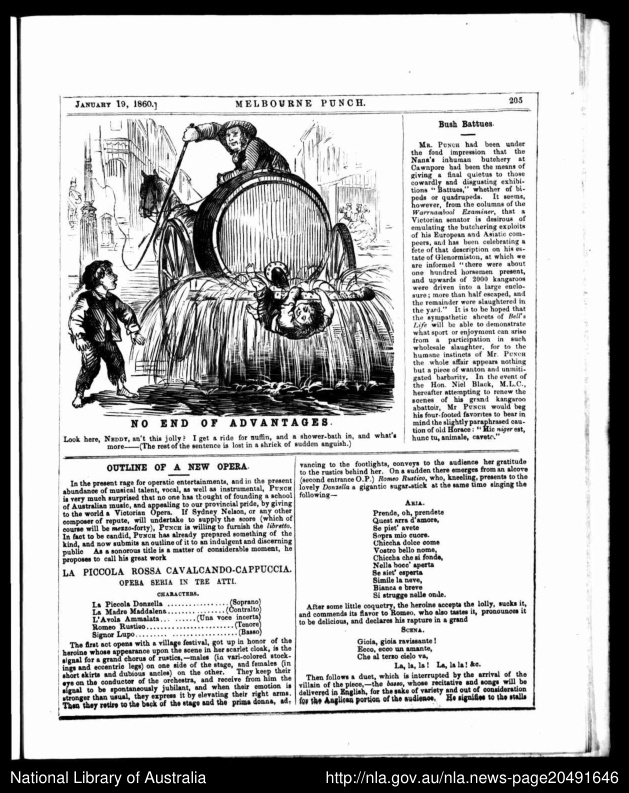 JANUARY 19, 1860.]
MELBOURNE PUNCH.
205
NO END OF ADVANTAGES.
Look here, NEDDY, an't this jolly? I get a ride for nuffin, and a shower-bath in, and what's
more—— (The rest of the sentence is lost in a shriek of sudden anguish.)
Bush Battues.
MR. PUNCH had been under
the fond impression that the
Nana's inhuman butchery at
Cawnpore had been the means of
giving a final quietus to those
cowardly and disgusting exhibi-
tions "Battues," whether of bi-
peds or quadrupeds. It seems,
however, from the columns of the
Warrnambool Examiner, that a
Victorian senator is desirous of
emulating the butchering exploits
of his European and Asiatic com-
peers, and has been celebrating a
fete of that description on his es-
tate of Glenormiston, at which we
are informed "there were about
one hundred horsemen present,
and upwards of 2000 kangaroos
were driven into a large enclo-
sure; more than half escaped, and
the remainder were slaughtered in
the yard." It is to be hoped that
the sympathetic sheets of Bell's
Life will be able to demonstrate
what sport or enjoyment can arise
from a participation in such
wholesale slaughter, for to the
humane instincts of Mr. PUNCH
the whole affair appears nothing
but a piece of wanton and unmiti-
gated barbarity. In the event of
the Hon. Niel Black, M.L.C.,
hereafter attempting to renew the
scenes of his grand kangaroo
abattoir, Mr PUNCH would beg
his four-footed favorites to bear in
mind the slightly paraphrased cau-
tion of old Horace: "Hic niger est,
hunc tu, animale, caveto."
OUTLINE OF A NEW OPERA.
In the present rage for operatic entertainments, and in the present
abundance of musical talent, vocal, as well as instrumental, PUNCH
is very much surprised that no one has thought of founding a school
of Australian music, and appealing to our provincial pride, by giving
to the world a Victorian Opera. If Sydney Nelson, or any other
composer of repute, will undertake to supply the score (which of
course will be mezzo-forty), PUNCH is willing to furnish the libretto.
In fact to be candid, PUNCH has already prepared something of the
kind, and now submits an outline of it to an indulgent and discerning
public As a sonorous title is a matter of considerable moment, he
proposes to call his great work
LA PICCOLA ROSSA CAVALCANDO-CAPPUCCIA.
OPERA SERIA IN TRE ATTI.
CHARACTERS.
La Piccola Donzella ................(Soprano)
La Madre Maddalena...............(Contralto)
L'Avola Ammalata.........(Una voce incerta)
Romeo Rustico.......................(Tenore)
Signor Lupo..........................(Basso)
The first act opens with a village festival, got up in honor of the
heroine whose appearance upon the scene in her scarlet cloak, is the
signal for a grand chorus of rustics,—males (in vari-colored stock-
ings and eccentric legs) on one side of the stage, and females (in
short skirts and dubious ancles) on the other. They keep their
eye on the conductor of the orchestra, and receive from him the
signal to be spontaneously jubilant, and when their emotion is
stronger than usual, they express it by elevating their right arms.
Then they retire to the back of the stage and the prima donna, ad-
vancing to the footlights, conveys to the audience her gratitude
to the rustics behind her. On a sudden there emerges from an alcove
(second entrance O.P.) Romeo Rustico, who, kneeling, presents to the
lovely Donzella a gigantic sugar-stick at the same time singing the
following—
ARIA.
Prende, oh, prendete
Quest arra d'amore,
Se piet' avete
Sopra mio cuore.
Chiccha dolce come
Vostro bello nome,
Chiccha che si fonde,
Nella bocc' aperta
Se siet' esperta
Simile la neve,
Bianca e breve
Si strugge nelle onde.
After some little coquetry, the heroine accepts the lolly, sucks it,
and commends its flavor to Romeo, who also tastes it, pronounces it
to be delicious, and declares his rapture in a grand
SCENA.
Gioia, gioia ravissante!
Ecco, ecco un amante,
Che al terzo cielo va,
La, la, la! La, la la! &c.
Then follows a duet, which is interrupted by the arrival of the
villain of the piece,—the basso, whose recitative and songs will be
delivered in English, for the sake of variety and out of consideration
for the Anglican portion of the audience. He signifies to the stalls
National Library of Australia
http://nla.gov.au/nla.news-page20491646